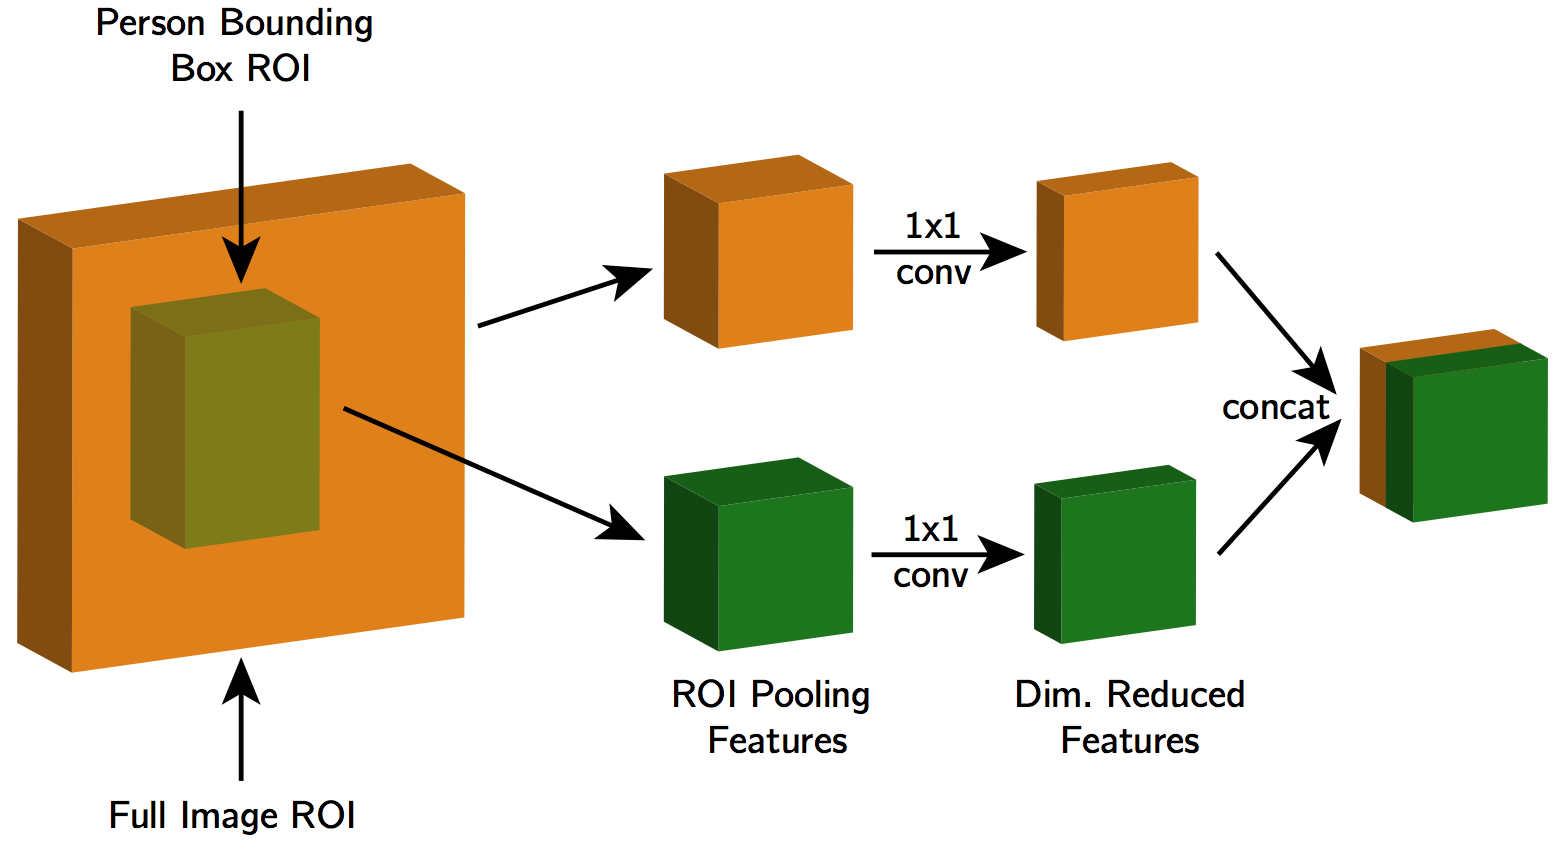 Person Bounding
Box ROI
1x1
conv
concat
1x1
conv
ROI Pooling
Features
Dim. Reduced
Features
Full Image ROI